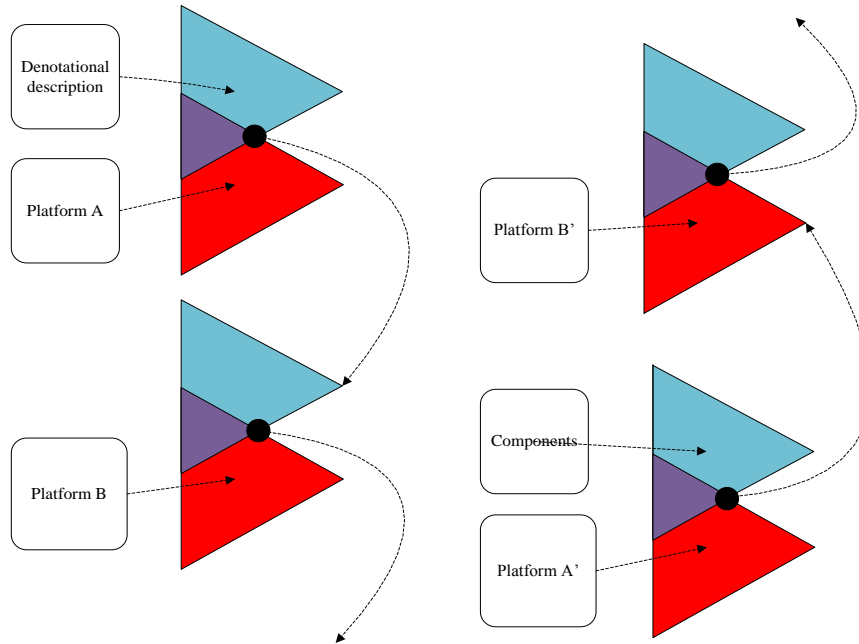 Denotational
description
Platform A
Platform B
Platform B’
Components
Platform A’